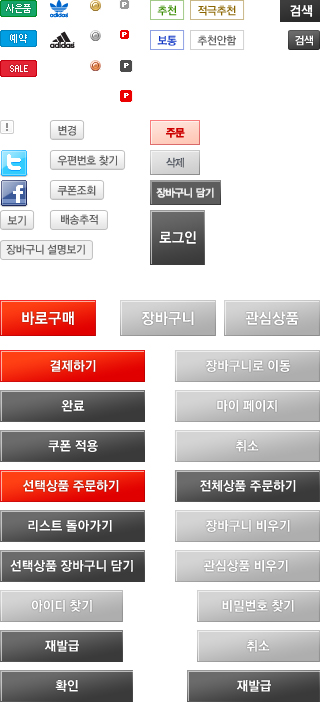 사은품 P 추천 적극추천 검색
adidas
예약 P 보통 추천안함 검색
adidas
SALE P
P
! 변경 주문
우편번호 찾기 삭제
쿠폰조회 장바구니 담기
보기 배송추적 로그인
장바구니 설명보기
바로구매 장바구니 관심상품
결제하기 장바구니로 이동
완료 마이 페이지
쿠폰 적용 취소
선택상품 주문하기 전체상품 주문하기
리스트 돌아가기 장바구니 비우기
선택상품 장바구니 담기 관심상품 비우기
아이디 찾기 비밀번호 찾기
재발급 취소
확인 재발급